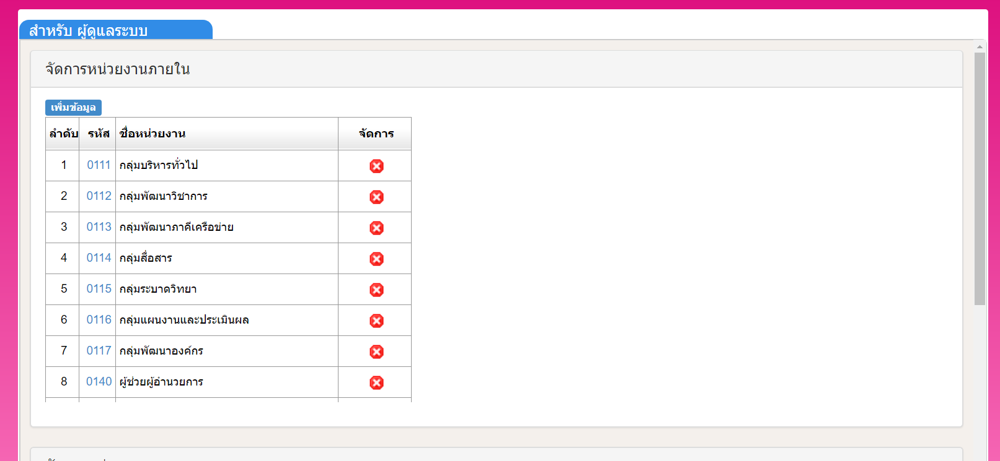 สำหรับ ผู้ดูแลระบบ
จัดการหน่วยงานภายใน
เพิ่มข้อมูล
ลำดับ รหัส ชื่อหน่วยงาน จัดการ
1 0111 กลุ่มบริหารทั่วไป
2 0112 กลุ่มพัฒนาวิชาการ
3 0113 กลุ่มพัฒนาภาคีเครือข่าย
4 0114 กลุ่มสื่อสาร
5 0115 กลุ่มระบาดวิทยา
6 0116 กลุ่มแผนงานและประเมินผล
7 0117 กลุ่มพัฒนาองค์กร
8 0140 ผู้ช่วยผู้อำนวยการ